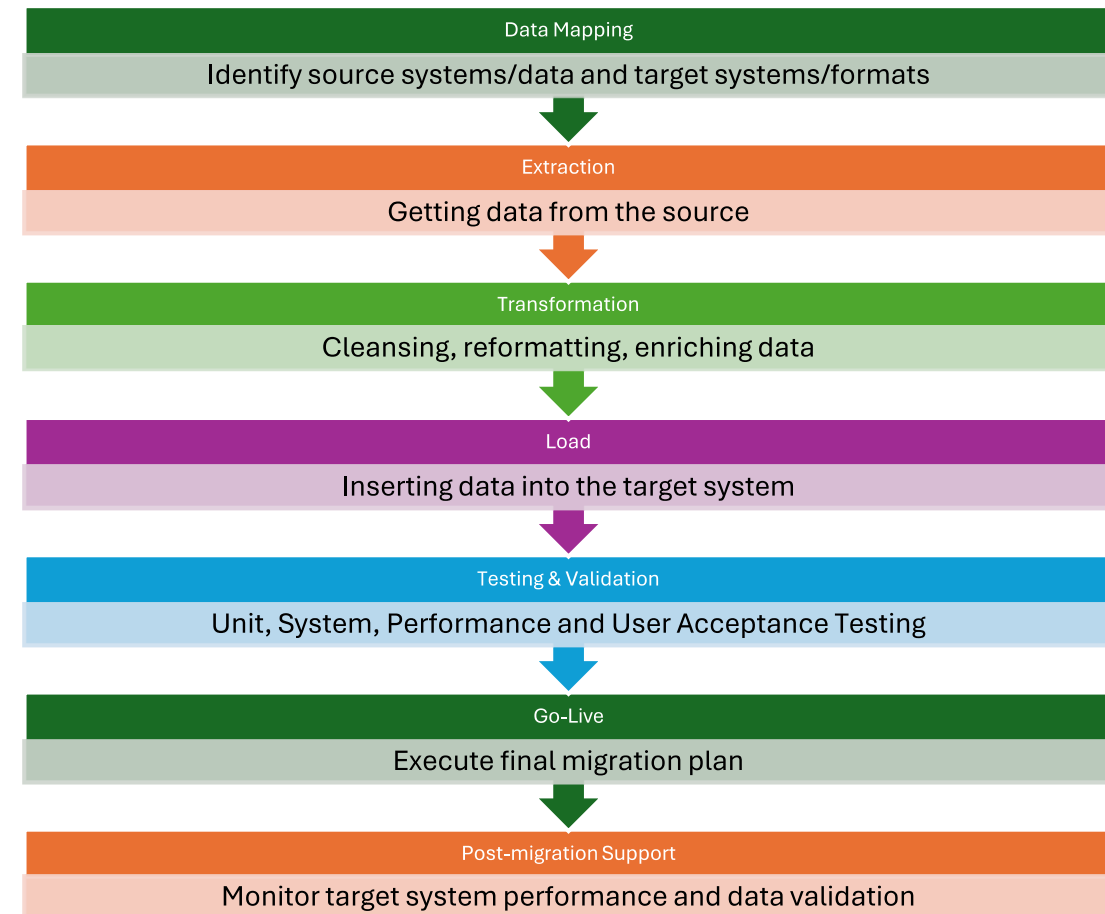 Data Mapping
Identify source systems/data and target systems/formats
Extraction
Getting data from the source
Transformation
Cleansing, reformatting, enriching data
Load
Inserting data into the target system
Testing & Validation
Unit, System, Performance and User Acceptance Testing
Go-Live
Execute final migration plan
Post-migration Support
Monitor target system performance and data validation